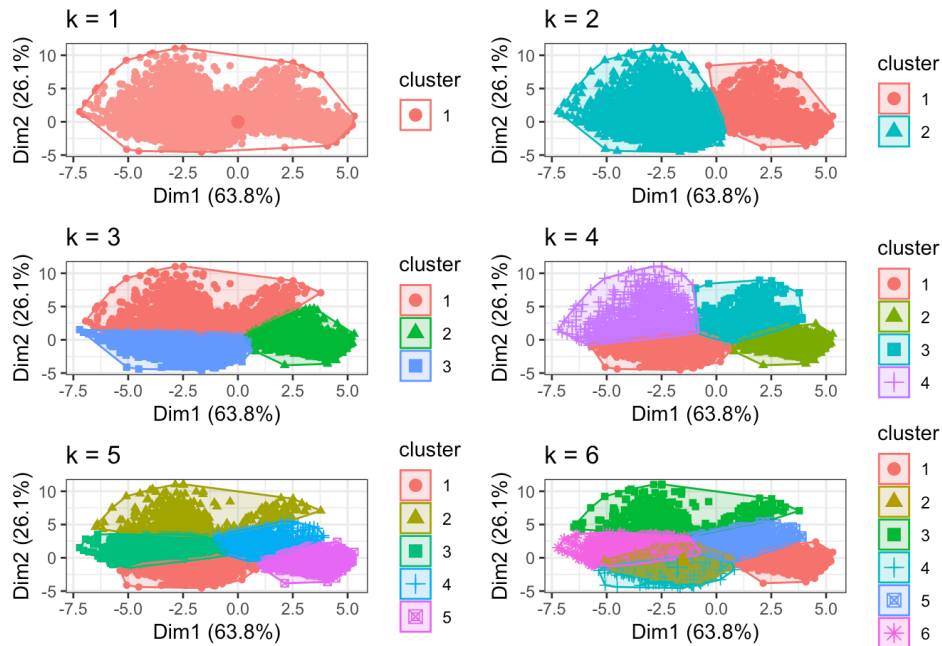 k = 1
Dim2 (26.1%)
10
5
0
-5
-7.5 -5.0 -2.5 0.0 2.5 5.0
Dim1 (63.8%)
cluster
1
k = 2
Dim2 (26.1%)
10
5
0
-5
-7.5 -5.0 -2.5 0.0 2.5 5.0
Dim1 (63.8%)
cluster
1
2
k = 3
Dim2 (26.1%)
10
5
0
-5
-7.5 -5.0 -2.5 0.0 2.5 5.0
Dim1 (63.8%)
cluster
1
2
3
k = 4
Dim2 (26.1%)
10
5
0
-5
-7.5 -5.0 -2.5 0.0 2.5 5.0
Dim1 (63.8%)
cluster
1
2
3
4
k = 5
Dim2 (26.1%)
10
5
0
-5
-7.5 -5.0 -2.5 0.0 2.5 5.0
Dim1 (63.8%)
cluster
1
2
3
4
5
k = 6
Dim2 (26.1%)
10
5
0
-5
-7.5 -5.0 -2.5 0.0 2.5 5.0
Dim1 (63.8%)
cluster
1
2
3
4
5
6